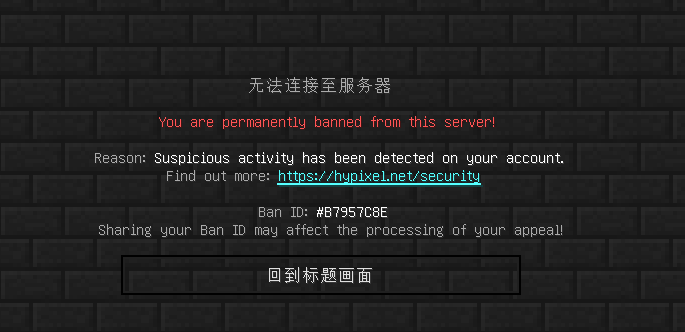 无法连接至服务器
You are permanently banned from this server!
Reason: Suspicious activity has been detected on your account.
Find out more: https://hypixel.net/security
Ban ID: #B7957C8E
Sharing your Ban ID may affect the processing of your appeal!
回到标题画面